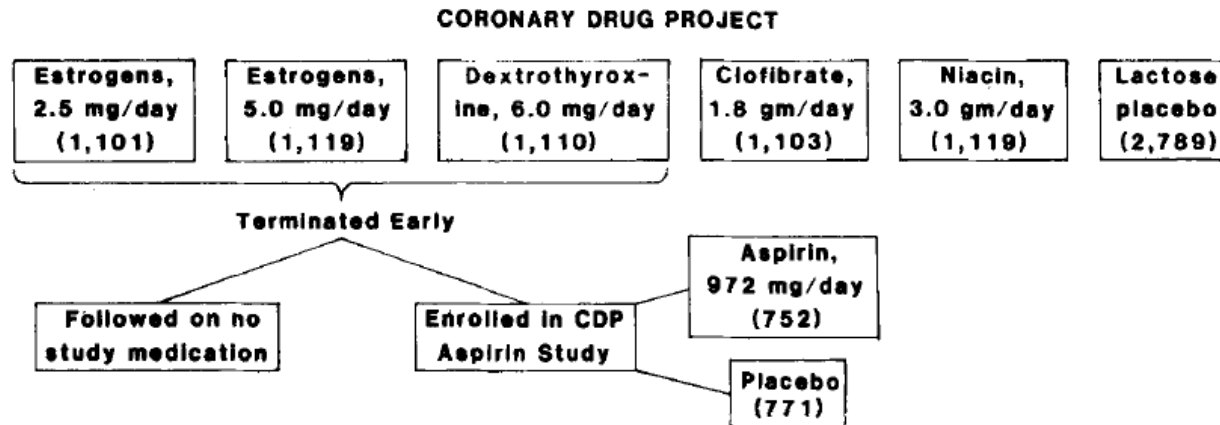 CORONARY DRUG PROJECT
Estrogens,
2.5 mg/day
(1,101)
Estrogens,
5.0 mg/day
(1,119)
Dextrothyrox-
ine, 6.0 mg/day
(1,110)
Clofibrate,
1.8 gm/day
(1,103)
Niacin,
3.0 gm/day
(1,119)
Lactose
placebo
(2,789)
Terminated Early
Followed on no
study medication
Enrolled in CDP
Aspirin Study
Aspirin,
972 mg/day
(752)
Placebo
(771)